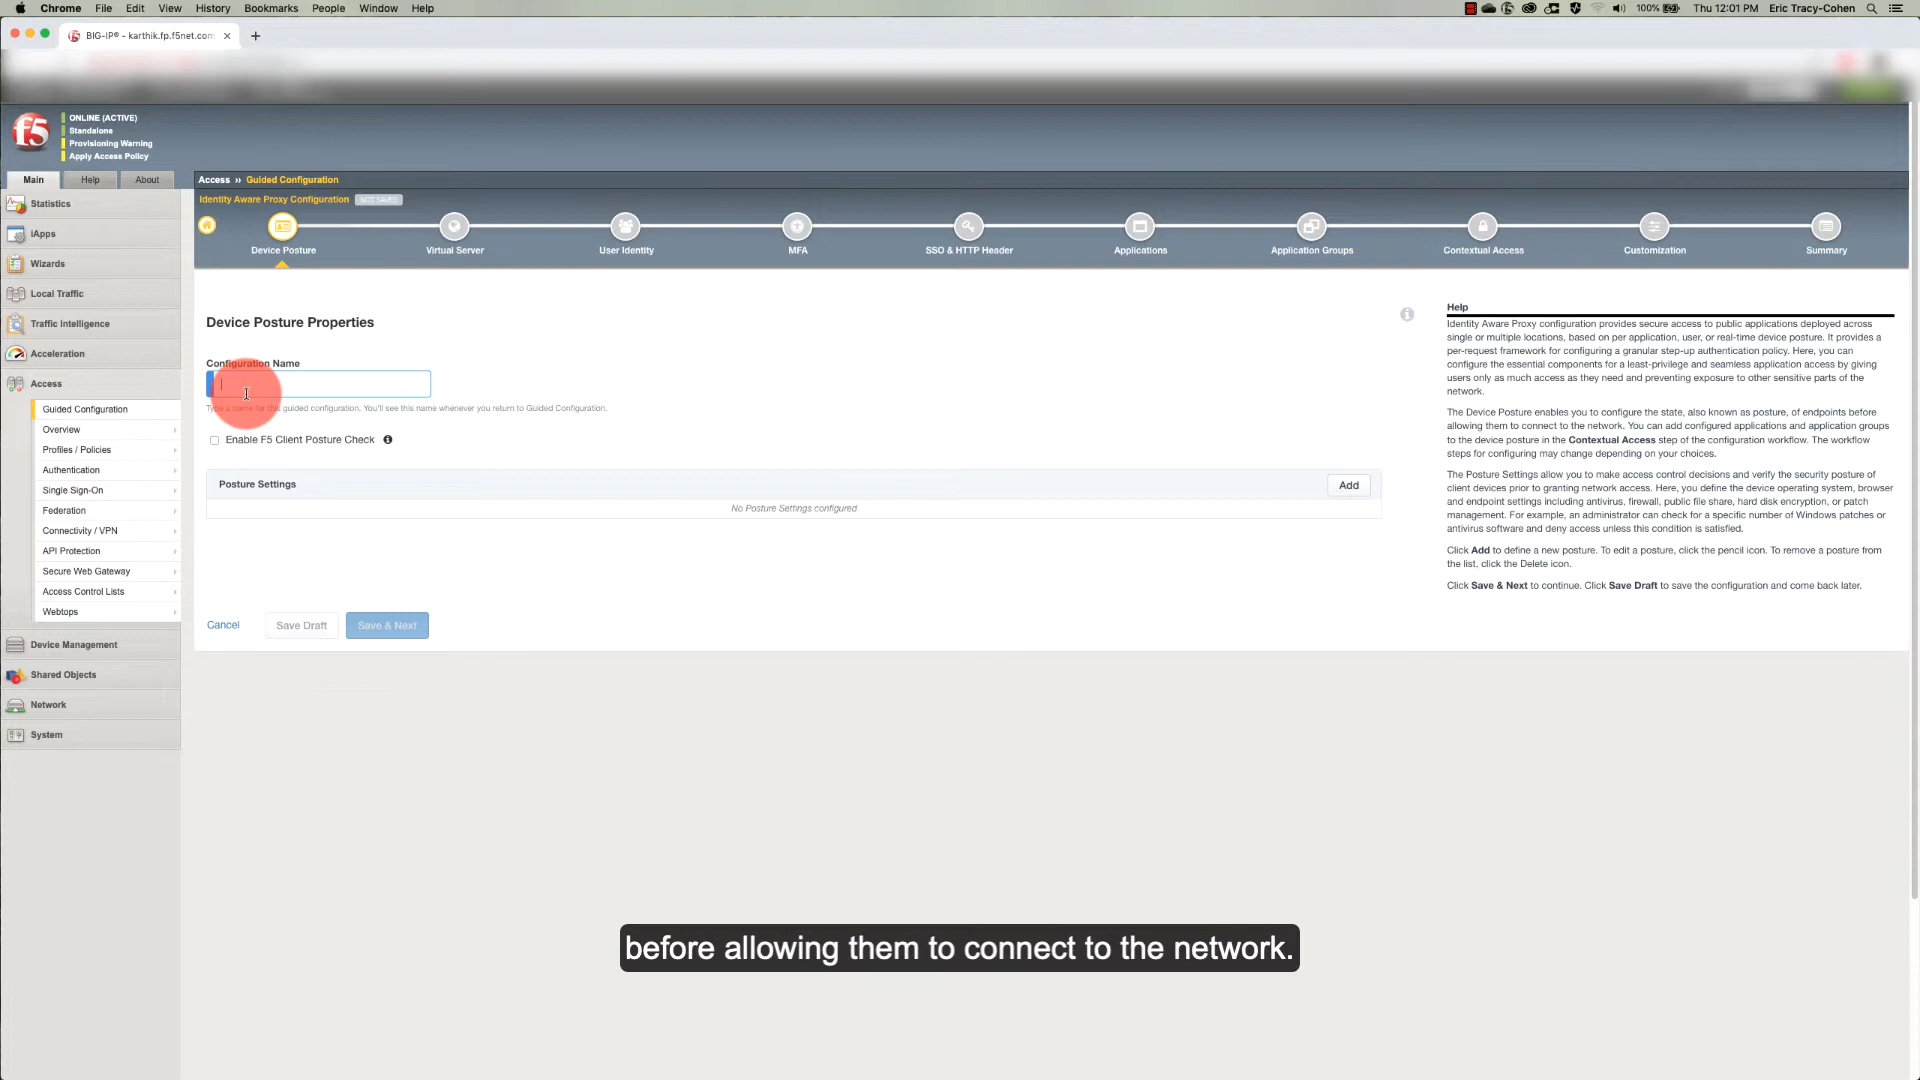 Chrome File Edit View History Bookmarks People Window Help
100% Thu 12:01 PM Eric Tracy-Cohen
BIG-IP® - karthik.fp.f5net.com
f5
ONLINE (ACTIVE)
Standalone
Provisioning Warning
Apply Access Policy
Main Help About
Access ›› Guided Configuration
Identity Aware Proxy Configuration NOT SAVED
Device Posture Virtual Server User Identity MFA SSO & HTTP Header Applications Application Groups Contextual Access Customization Summary
Statistics
iApps
Wizards
Local Traffic
Traffic Intelligence
Acceleration
Access
Guided Configuration
Overview
Profiles / Policies
Authentication
Single Sign-On
Federation
Connectivity / VPN
API Protection
Secure Web Gateway
Access Control Lists
Webtops
Device Management
Shared Objects
Network
System
Device Posture Properties
Configuration Name
Type a name for this guided configuration. You'll see this name whenever you return to Guided Configuration.
Enable F5 Client Posture Check
Posture Settings Add
No Posture Settings configured
Cancel Save Draft Save & Next
Help
Identity Aware Proxy configuration provides secure access to public applications deployed across
single or multiple locations, based on per application, user, or real-time device posture. It provides a
per-request framework for configuring a granular step-up authentication policy. Here, you can
configure the essential components for a least-privilege and seamless application access by giving
users only as much access as they need and preventing exposure to other sensitive parts of the
network.
The Device Posture enables you to configure the state, also known as posture, of endpoints before
allowing them to connect to the network. You can add configured applications and application groups
to the device posture in the Contextual Access step of the configuration workflow. The workflow
steps for configuring may change depending on your choices.
The Posture Settings allow you to make access control decisions and verify the security posture of
client devices prior to granting network access. Here, you define the device operating system, browser
and endpoint settings including antivirus, firewall, public file share, hard disk encryption, or patch
management. For example, an administrator can check for a specific number of Windows patches or
antivirus software and deny access unless this condition is satisfied.
Click Add to define a new posture. To edit a posture, click the pencil icon. To remove a posture from
the list, click the Delete icon.
Click Save & Next to continue. Click Save Draft to save the configuration and come back later.
before allowing them to connect to the network.